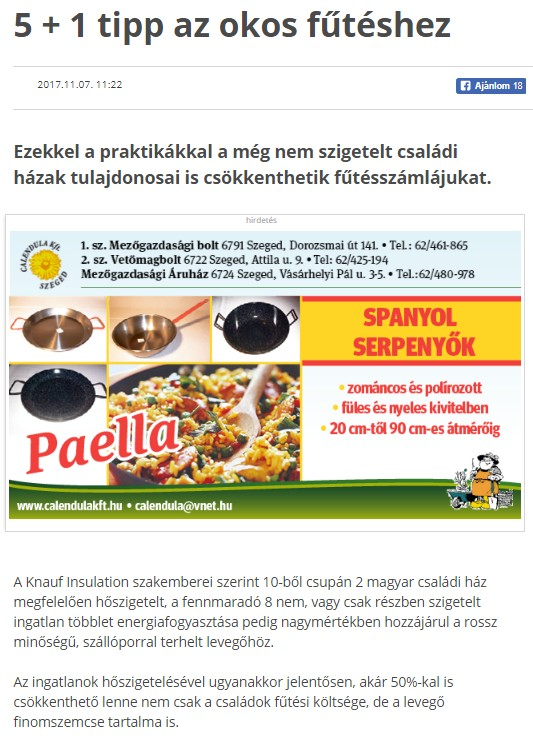 5 + 1 tipp az okos fűtéshez
2017.11.07. 11:22
Ajánlom 18
Ezekkel a praktikákkal a még nem szigetelt családi
házak tulajdonosai is csökkenthetik fűtésszámlájukat.
hirdetés
CALENDULA Kft.
SZEGED
1. sz. Mezőgazdasági bolt 6791 Szeged, Dorozsmai út 141. • Tel.: 62/461-865
2. sz. Vetőmagbolt 6722 Szeged, Attila u. 9. • Tel: 62/425-194
Mezőgazdasági Áruház 6724 Szeged, Vásárhelyi Pál u. 3-5. • Tel.:62/480-978
SPANYOL
SERPENYŐK
• zománcos és polírozott
• füles és nyeles kivitelben
• 20 cm-től 90 cm-es átmérőig
Paella
www.calendulakft.hu • calendula@vnet.hu
A Knauf Insulation szakemberei szerint 10-ből csupán 2 magyar családi ház
megfelelően hőszigetelt, a fennmaradó 8 nem, vagy csak részben szigetelt
ingatlan többlet energiafogyasztása pedig nagymértékben hozzájárul a rossz
minőségű, szállóporral terhelt levegőhöz.
Az ingatlanok hőszigetelésével ugyanakkor jelentősen, akár 50%-kal is
csökkenthető lenne nem csak a családok fűtési költsége, de a levegő
finomszemcse tartalma is.